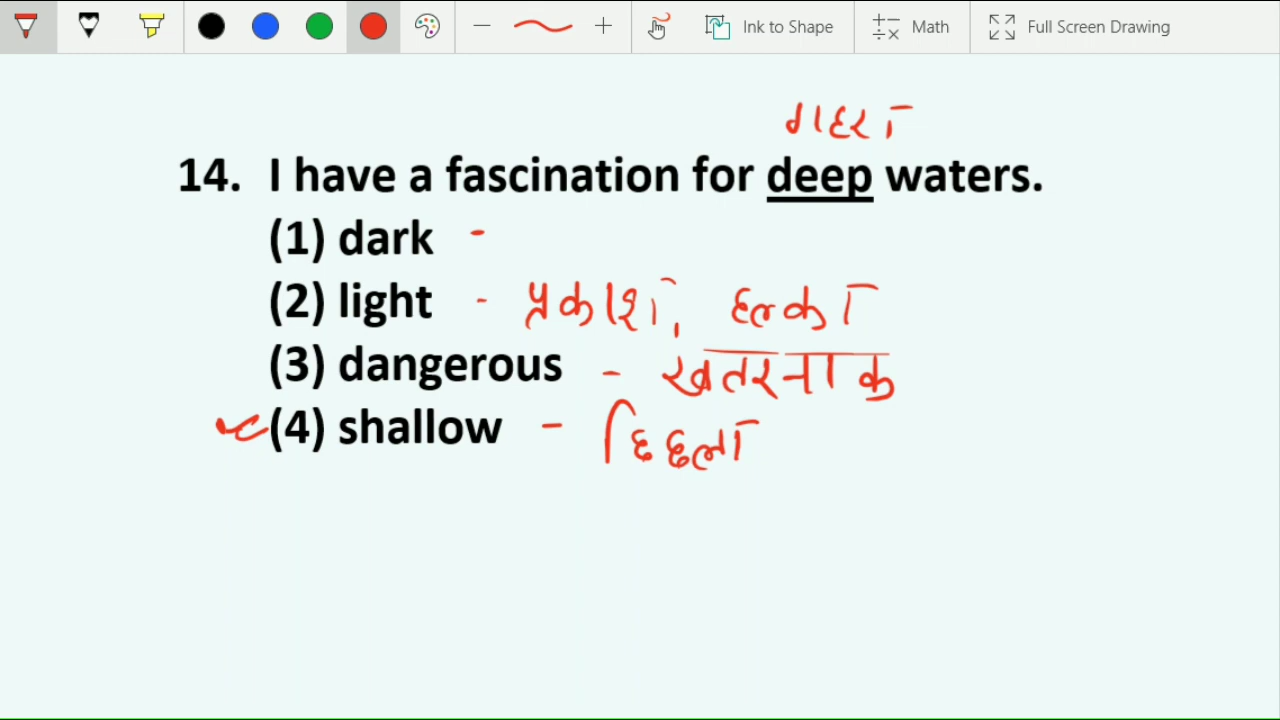 Ink to Shape Math Full Screen Drawing
गहरा
14. I have a fascination for deep waters.
(1) dark -
(2) light - प्रकाश, हल्का
(3) dangerous - खतरनाक
(4) shallow - छिछला